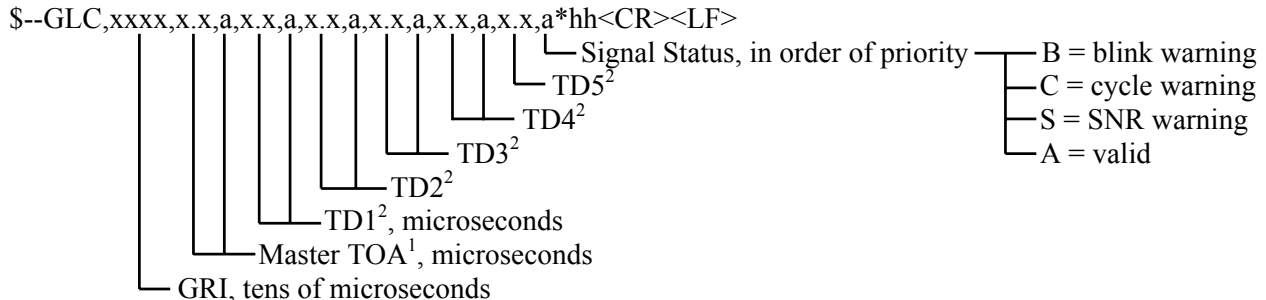 $--GLC,xxxx,x.x,a,x.x,a,x.x,a,x.x,a,x.x,a,x.x,a*hh<CR><LF>
Signal Status, in order of priority
B = blink warning
C = cycle warning
S = SNR warning
A = valid
TD5²
TD4²
TD3²
TD2²
TD1², microseconds
Master TOA¹, microseconds
GRI, tens of microseconds